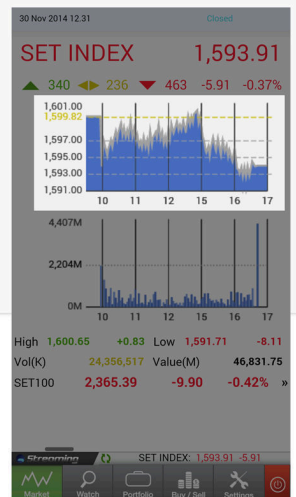 30 Nov 2014 12.31 Closed
SET INDEX 1,593.91
340 236 463 -5.91 -0.37%
1,601.00
1,599.82
1,597.00
1,595.00
1,593.00
1,591.00
10 11 12 15 16 17
4,407M
2,204M
0M
10 11 12 15 16 17
High 1,600.65 +0.83 Low 1,591.71 -8.11
Vol(K) 24,356,517 Value(M) 46,831.75
SET100 2,365.39 -9.90 -0.42% »
Streaming SET INDEX: 1,593.91 -5.91
Market Watch Portfolio Buy / Sell Settings